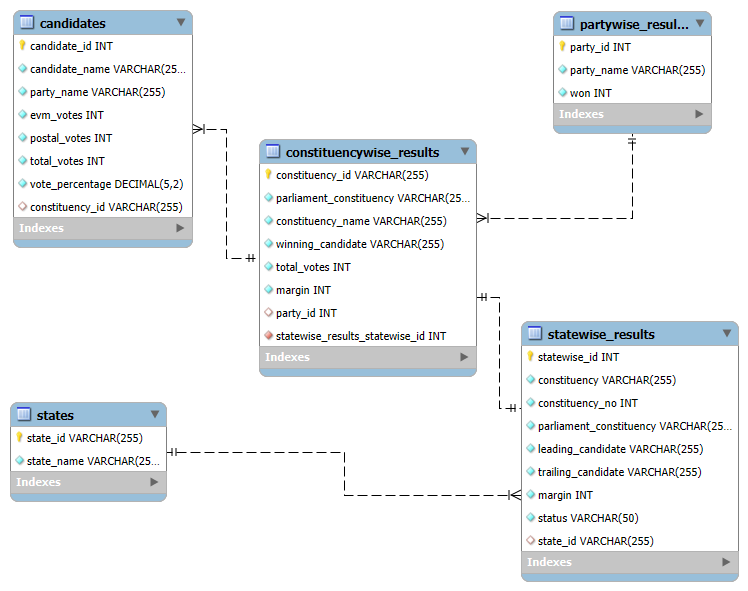 candidates
candidate_id INT
candidate_name VARCHAR(25...
party_name VARCHAR(255)
evm_votes INT
postal_votes INT
total_votes INT
vote_percentage DECIMAL(5,2)
constituency_id VARCHAR(255)
Indexes
partywise_resul...
party_id INT
party_name VARCHAR(255)
won INT
Indexes
constituencywise_results
constituency_id VARCHAR(255)
parliament_constituency VARCHAR(25...
constituency_name VARCHAR(255)
winning_candidate VARCHAR(255)
total_votes INT
margin INT
party_id INT
statewise_results_statewise_id INT
Indexes
statewise_results
statewise_id INT
constituency VARCHAR(255)
constituency_no INT
parliament_constituency VARCHAR(25...
leading_candidate VARCHAR(255)
trailing_candidate VARCHAR(255)
margin INT
status VARCHAR(50)
state_id VARCHAR(255)
Indexes
states
state_id VARCHAR(255)
state_name VARCHAR(25...
Indexes